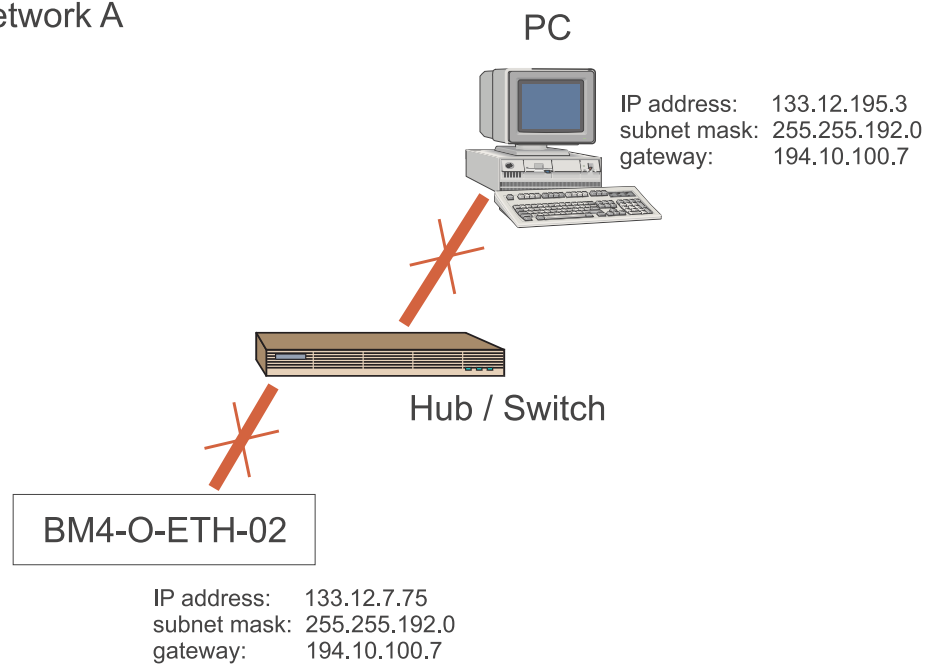 etwork A
PC
IP address: 133.12.195.3
subnet mask: 255.255.192.0
gateway: 194.10.100.7
Hub / Switch
BM4-O-ETH-02
IP address: 133.12.7.75
subnet mask: 255.255.192.0
gateway: 194.10.100.7